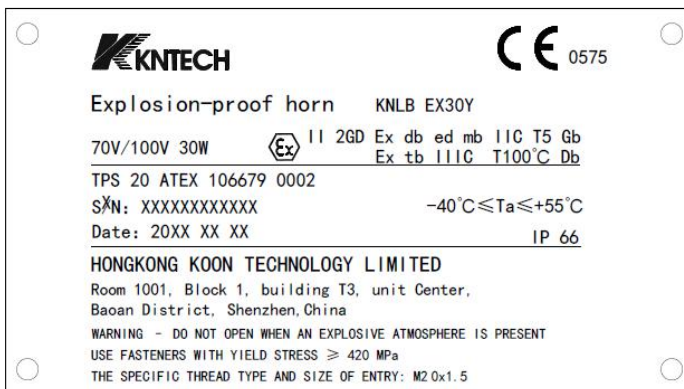 KNTECH
CE 0575
Explosion-proof horn KNLB EX30Y
70V/100V 30W Ex II 2GD Ex db ed mb IIC T5 Gb
Ex tb IIIC T100℃ Db
TPS 20 ATEX 106679 0002
S/N: XXXXXXXXXXXX -40℃≤Ta≤+55℃
Date: 20XX XX XX IP 66
HONGKONG KOON TECHNOLOGY LIMITED
Room 1001, Block 1, building T3, unit Center,
Baoan District, Shenzhen,China
WARNING - DO NOT OPEN WHEN AN EXPLOSIVE ATMOSPHERE IS PRESENT
USE FASTENERS WITH YIELD STRESS ≥ 420 MPa
THE SPECIFIC THREAD TYPE AND SIZE OF ENTRY: M20x1.5